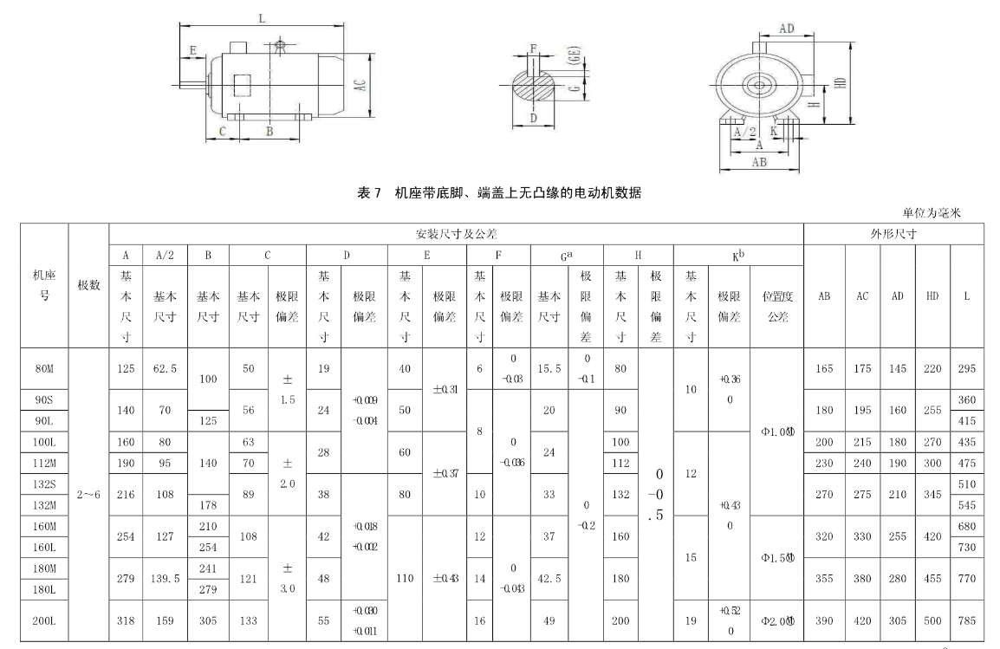 L
E
AC
C
B
F
(GE)
G
D
AD
HD
H
A/2
K
A
AB
表 7 机座带底脚、端盖上无凸缘的电动机数据
单位为毫米
机座号 极数 安装尺寸及公差 外形尺寸
A A/2 B C D E F Gᵃ H Kᵇ AB AC AD HD L
基本尺寸 基本尺寸 基本尺寸 基本尺寸 极限偏差 基本尺寸 极限偏差 基本尺寸 极限偏差 基本尺寸 极限偏差 基本尺寸 极限偏差 基本尺寸 极限偏差 基本尺寸 极限偏差 位置度公差
80M 2～6 125 62.5 100 50 ±1.5 19 +0.009 -0.004 40 ±0.31 6 0 -0.03 15.5 0 -0.1 80 0 -0.5 10 +0.36 0 Φ1.0Ⓜ 165 175 145 220 295
90S 140 70 56 24 50 8 0 -0.036 20 0 -0.2 90 180 195 160 255 360
90L 125 415
100L 160 80 140 63 ±2.0 28 60 ±0.37 24 100 12 +0.43 0 200 215 180 270 435
112M 190 95 70 112 230 240 190 300 475
132S 216 108 89 38 +0.018 +0.002 80 10 33 132 270 275 210 345 510
132M 178 545
160M 254 127 210 108 ±3.0 42 110 ±0.43 12 0 -0.043 37 160 15 Φ1.5Ⓜ 320 330 255 420 680
160L 254 730
180M 279 139.5 241 121 48 14 42.5 180 355 380 280 455 770
180L 279
200L 318 159 305 133 55 +0.030 +0.011 16 49 200 19 +0.52 0 Φ2.0Ⓜ 390 420 305 500 785